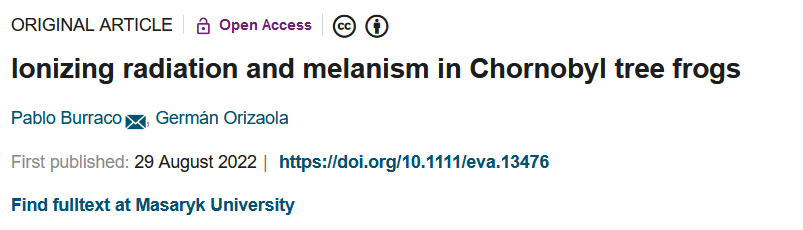 ORIGINAL ARTICLE Open Access
Ionizing radiation and melanism in Chornobyl tree frogs
Pablo Burraco, Germán Orizaola
First published: 29 August 2022 | https://doi.org/10.1111/eva.13476
Find fulltext at Masaryk University